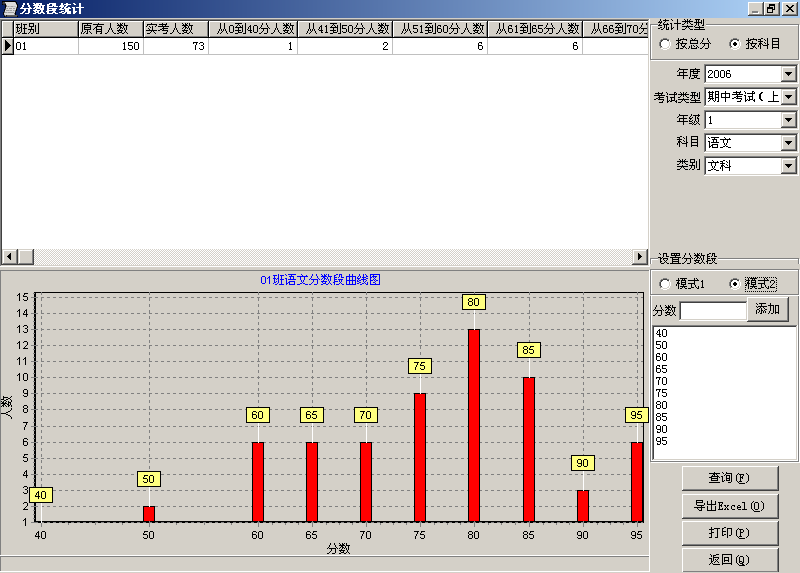 分数段统计
班别 原有人数 实考人数 从0到40分人数 从41到50分人数 从51到60分人数 从61到65分人数 从66到70分
01 150 73 1 2 6 6
统计类型
按总分 按科目
年度 2006
考试类型 期中考试(上
年级 1
科目 语文
类别 文科
设置分数段
模式1 模式2
分数 添加
40
50
60
65
70
75
80
85
90
95
查询(F)
导出Excel(O)
打印(P)
返回(Q)
01班语文分数段曲线图
人数
15
14
13
12
11
10
9
8
7
6
5
4
3
2
1
40 50 60 65 70 75 80 85 90 95
40 50 60 65 70 75 80 85 90 95
分数